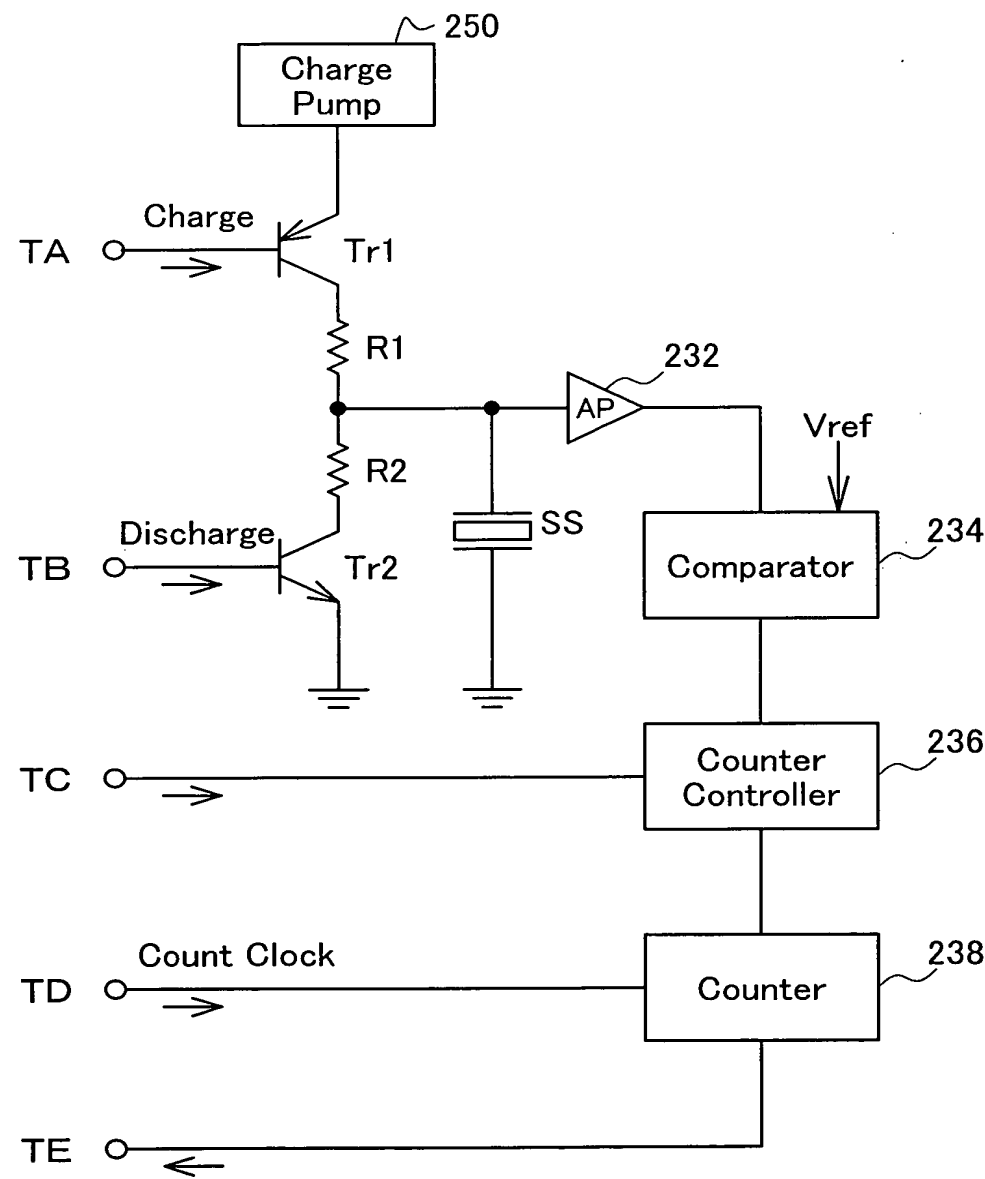 250
Charge
Pump
Charge
TA
Tr1
R1
232
AP
Vref
R2
Discharge
SS
234
TB
Tr2
Comparator
236
TC
Counter
Controller
Count Clock
238
TD
Counter
TE